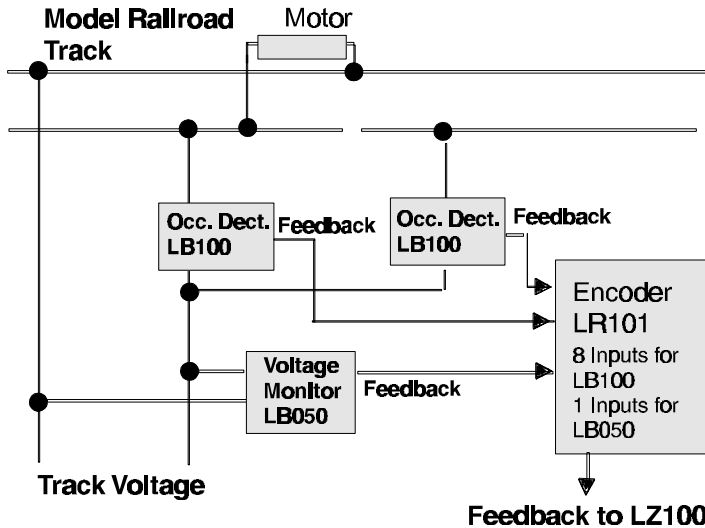 Model Railroad
Track
Motor
Occ. Dect.
LB100
Feedback
Occ. Dect.
LB100
Feedback
Encoder
LR101
8 Inputs for
LB100
1 Inputs for
LB050
Voltage
Monitor
LB050
Feedback
Track Voltage
Feedback to LZ100